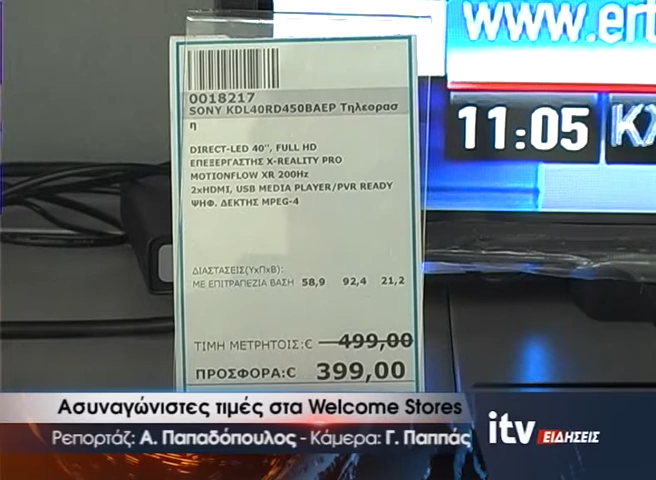 www.ert
11:05
0018217
SONY KDL40RD450BAEP Τηλεορασ
η
DIRECT-LED 40'', FULL HD
ΕΠΕΞΕΡΓΑΣΤΗΣ X-REALITY PRO
MOTIONFLOW XR 200Hz
2xHDMI, USB MEDIA PLAYER/PVR READY
ΨΗΦ. ΔΕΚΤΗΣ MPEG-4
ΔΙΑΣΤΑΣΕΙΣ(ΥxΠxΒ):
ΜΕ ΕΠΙΤΡΑΠΕΖΙΑ ΒΑΣΗ 58,9 92,4 21,2
ΤΙΜΗ ΜΕΤΡΗΤΟΙΣ:€ 499,00
ΠΡΟΣΦΟΡΑ:€ 399,00
Ασυναγώνιστες τιμές στα Welcome Stores
Ρεπορτάζ: Α. Παπαδόπουλος - Κάμερα: Γ. Παππάς
itv ΕΙΔΗΣΕΙΣ